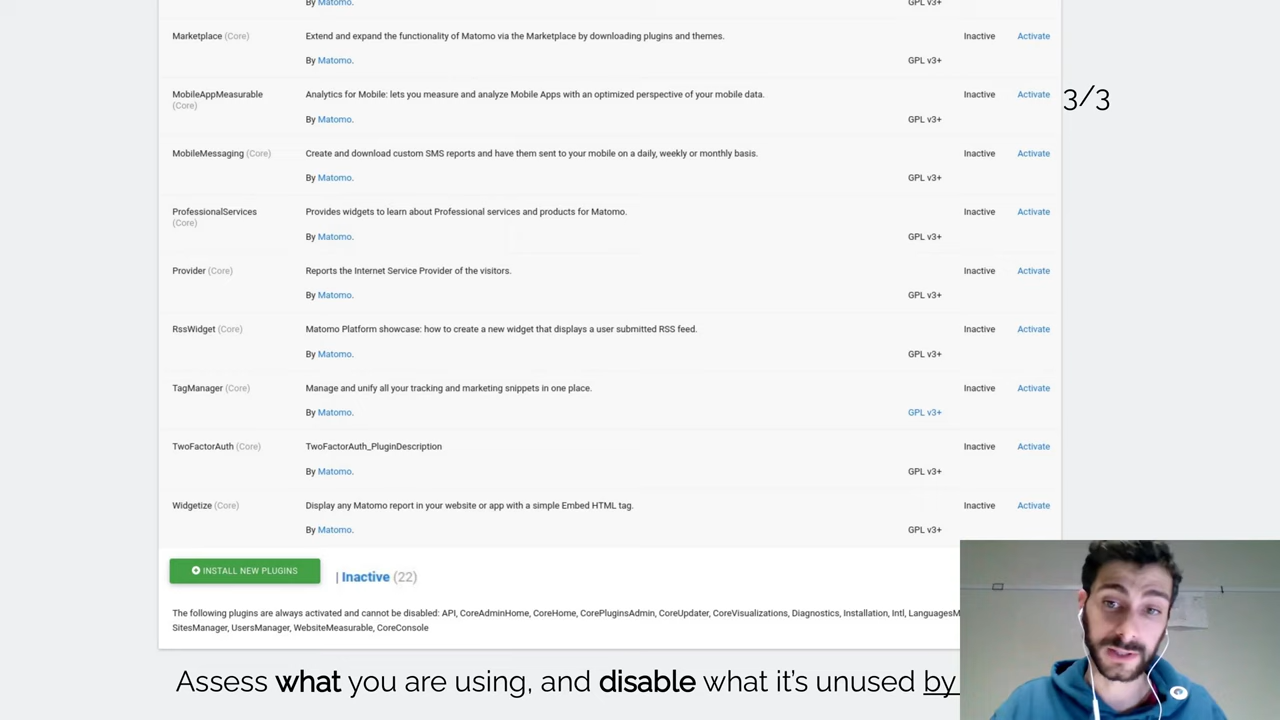 By Matomo.
GPL v3+
Marketplace (Core) Extend and expand the functionality of Matomo via the Marketplace by downloading plugins and themes. Inactive Activate
By Matomo. GPL v3+
MobileAppMeasurable Analytics for Mobile: lets you measure and analyze Mobile Apps with an optimized perspective of your mobile data. Inactive Activate
3/3
(Core)
By Matomo. GPL v3+
MobileMessaging (Core) Create and download custom SMS reports and have them sent to your mobile on a daily, weekly or monthly basis. Inactive Activate
By Matomo. GPL v3+
ProfessionalServices Provides widgets to learn about Professional services and products for Matomo. Inactive Activate
(Core)
By Matomo. GPL v3+
Provider (Core) Reports the Internet Service Provider of the visitors. Inactive Activate
By Matomo. GPL v3+
RssWidget (Core) Matomo Platform showcase: how to create a new widget that displays a user submitted RSS feed. Inactive Activate
By Matomo. GPL v3+
TagManager (Core) Manage and unify all your tracking and marketing snippets in one place. Inactive Activate
By Matomo. GPL v3+
TwoFactorAuth (Core) TwoFactorAuth_PluginDescription Inactive Activate
By Matomo. GPL v3+
Widgetize (Core) Display any Matomo report in your website or app with a simple Embed HTML tag. Inactive Activate
By Matomo. GPL v3+
INSTALL NEW PLUGINS | Inactive (22)
The following plugins are always activated and cannot be disabled: API, CoreAdminHome, CoreHome, CorePluginsAdmin, CoreUpdater, CoreVisualizations, Diagnostics, Installation, Intl,
SitesManager, UsersManager, WebsiteMeasurable, CoreConsole
Assess what you are using, and disable what it's unused by